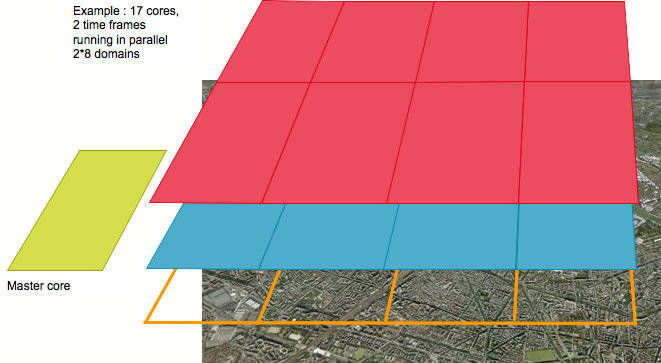 Example : 17 cores,
2 time frames
running in parallel
2*8 domains
Master core